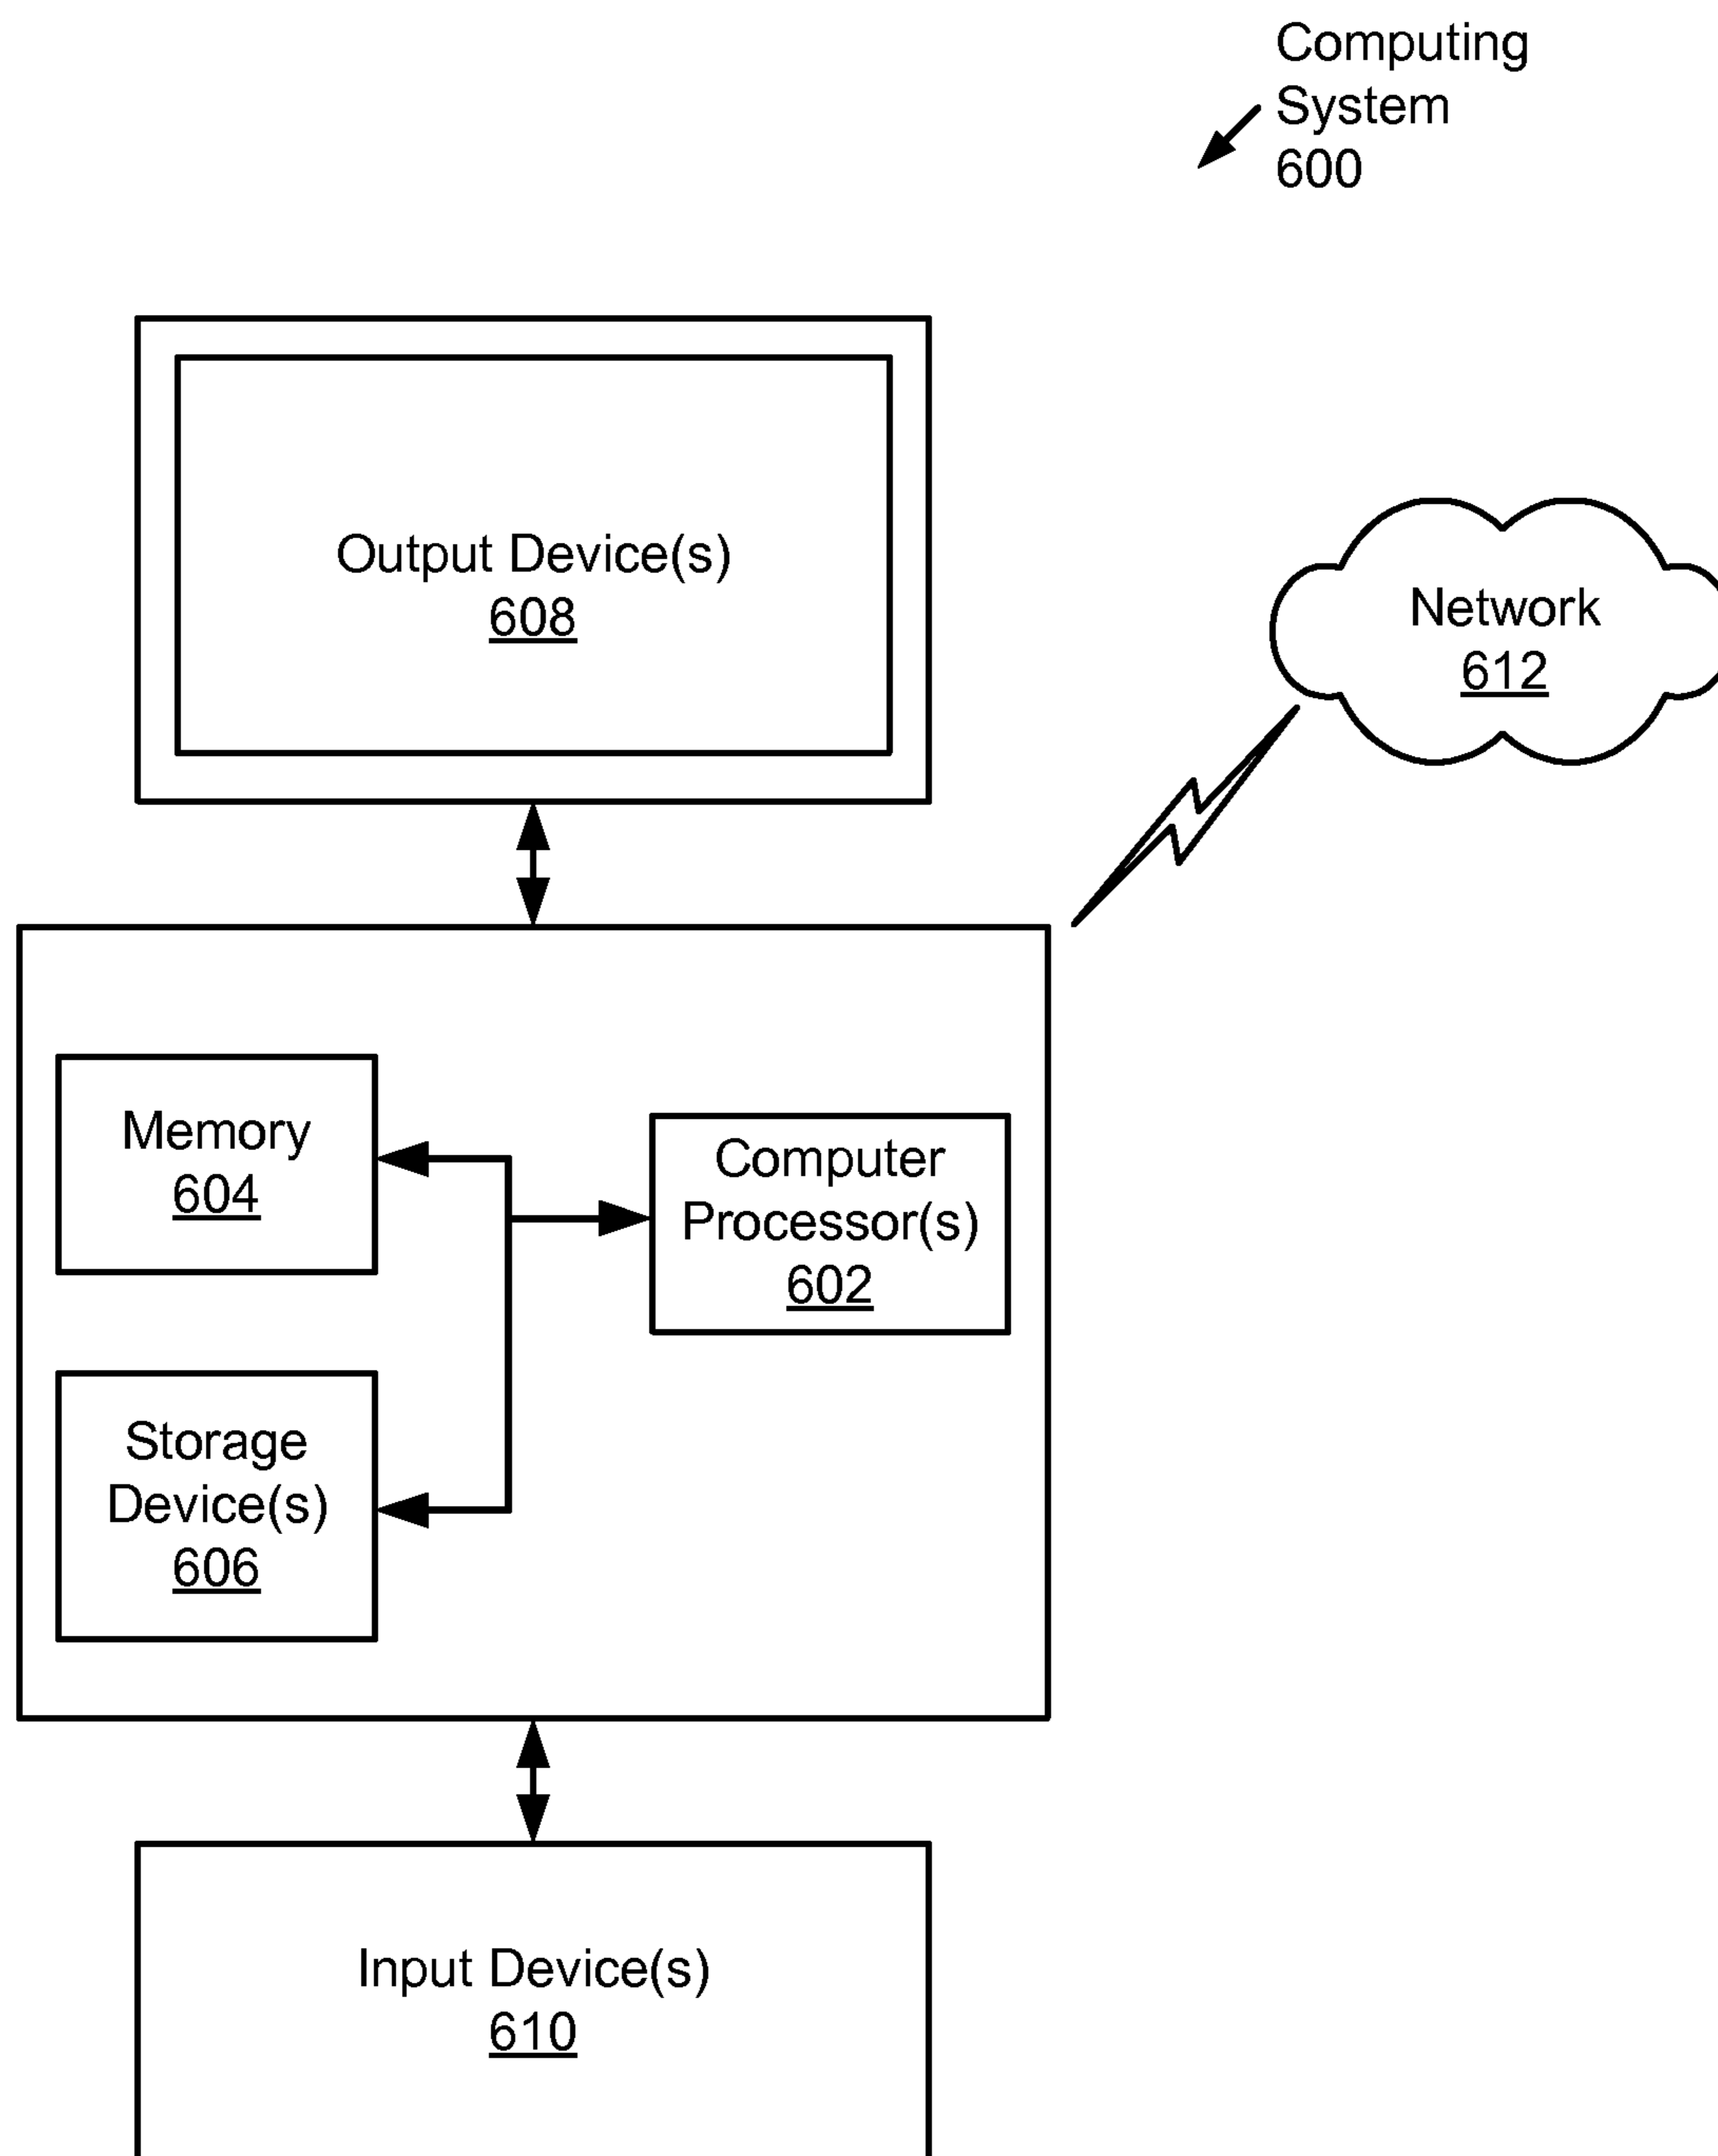 Computing
System
600
Output Device(s)
608
Network
612
Memory
604
Computer
Processor(s)
602
Storage
Device(s)
606
Input Device(s)
610